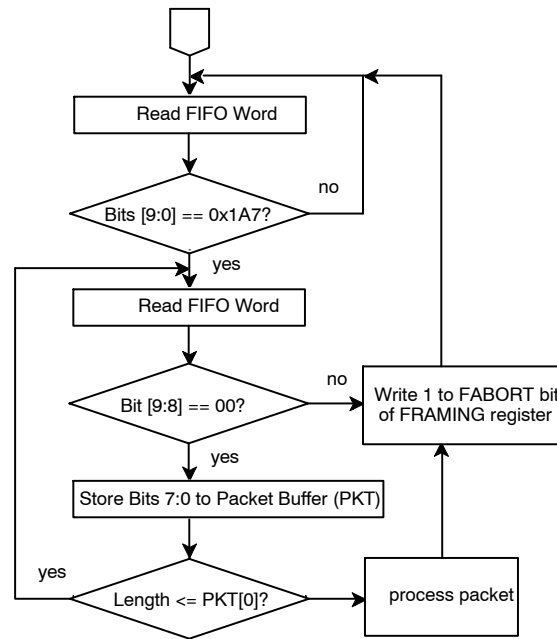 Read FIFO Word
no
Bits [9:0] == 0x1A7?
yes
Read FIFO Word
no
Bit [9:8] == 00?
Write 1 to FABORT bit
of FRAMING register
yes
Store Bits 7:0 to Packet Buffer (PKT)
yes
Length <= PKT[0]?
process packet